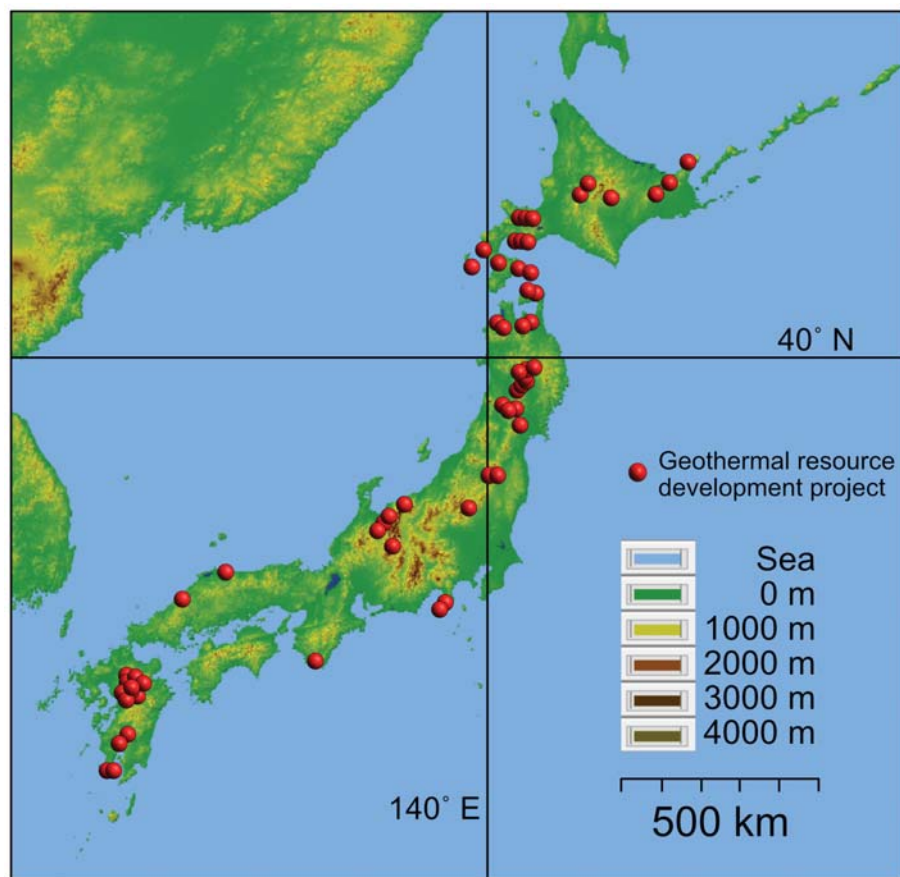 40° N
Geothermal resource
development project
Sea
0 m
1000 m
2000 m
3000 m
4000 m
140° E
500 km